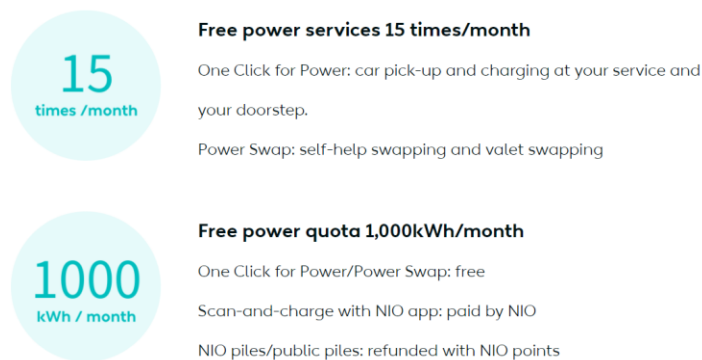 15
times /month
Free power services 15 times/month
One Click for Power: car pick-up and charging at your service and
your doorstep.
Power Swap: self-help swapping and valet swapping
1000
kWh / month
Free power quota 1,000kWh/month
One Click for Power/Power Swap: free
Scan-and-charge with NIO app: paid by NIO
NIO piles/public piles: refunded with NIO points